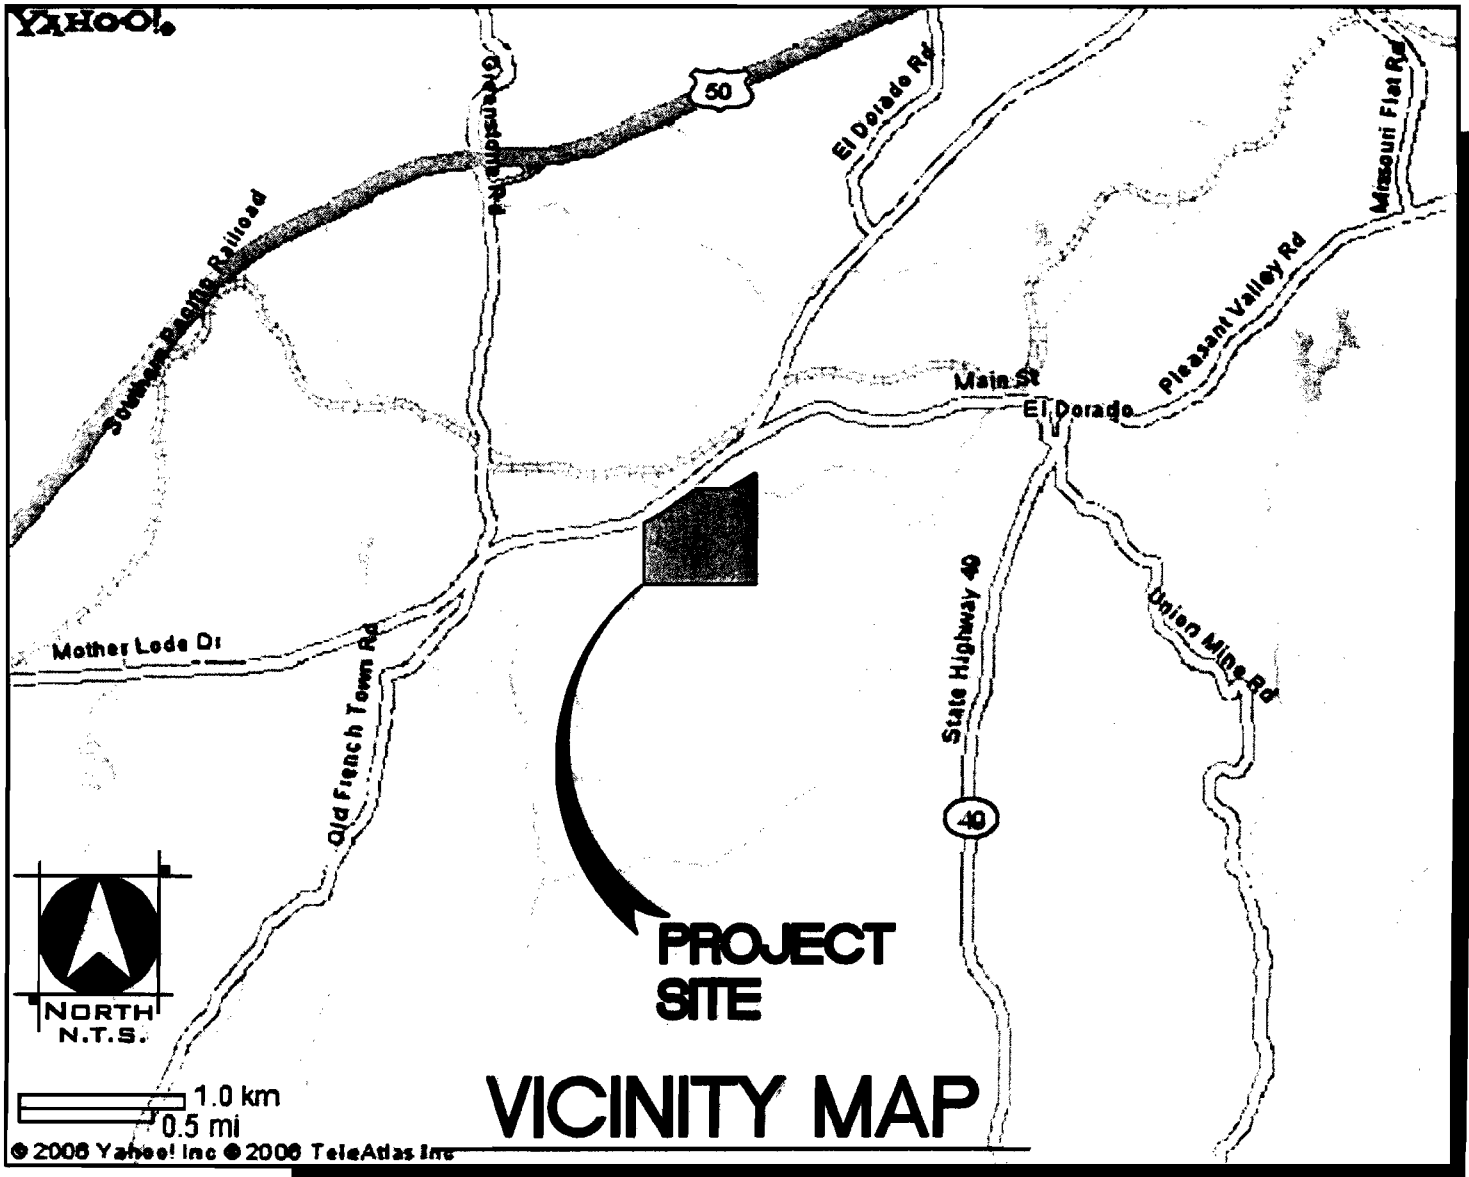 YAHOO!
50
Greenstone Rd
El Dorado Rd
Missouri Flat Rd
Southern Pacific Railroad
Pleasant Valley Rd
Main St
El Dorado
Mother Lode Dr
Old French Town Rd
State Highway 49
Union Mine Rd
49
PROJECT
SITE
NORTH
N.T.S.
1.0 km
0.5 mi
VICINITY MAP
© 2006 Yahoo! Inc © 2006 TeleAtlas Inc